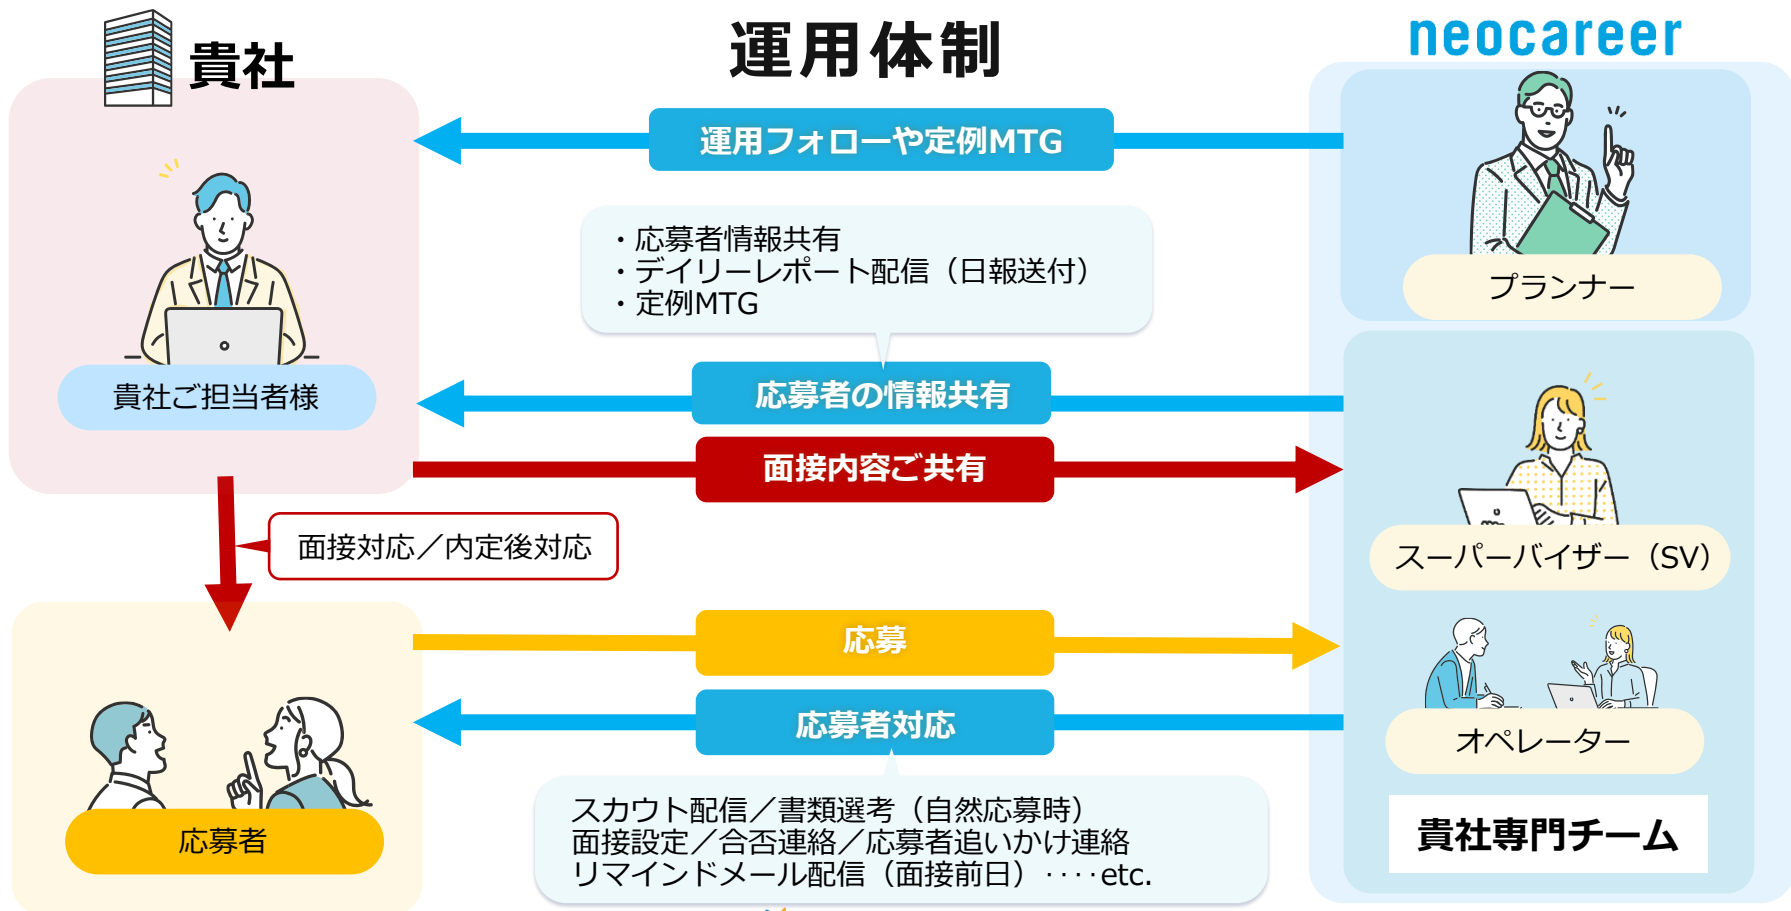 貴社
運用体制
neocareer
運用フォローや定例MTG
・応募者情報共有
・デイリーレポート配信（日報送付）
・定例MTG
プランナー
貴社ご担当者様
応募者の情報共有
面接内容ご共有
面接対応／内定後対応
スーパーバイザー（SV）
応募
応募者対応
オペレーター
スカウト配信／書類選考（自然応募時）
面接設定／合否連絡／応募者追いかけ連絡
リマインドメール配信（面接前日）‥‥etc.
応募者
貴社専門チーム